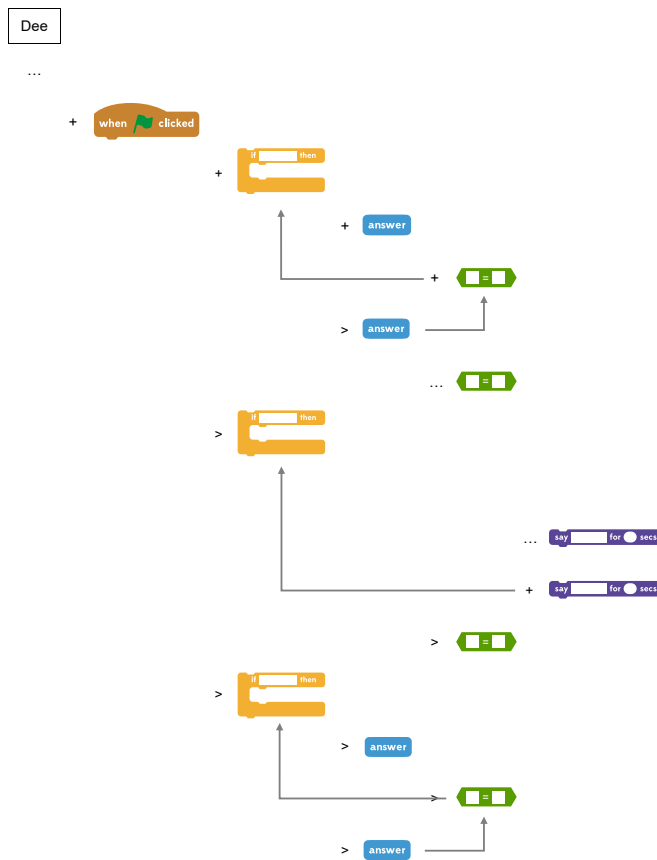 Dee
...
+ when clicked
+ if then
+ answer
+ =
> answer
... =
> if then
... say for secs
+ say for secs
> =
> if then
> answer
> =
> answer